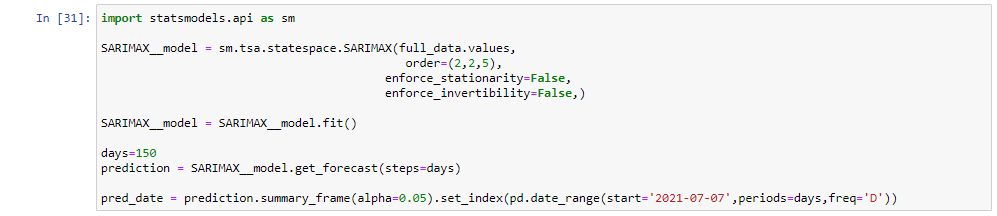 In [31]: import statsmodels.api as sm
SARIMAX__model = sm.tsa.statespace.SARIMAX(full_data.values,
order=(2,2,5),
enforce_stationarity=False,
enforce_invertibility=False,)
SARIMAX__model = SARIMAX__model.fit()
days=150
prediction = SARIMAX__model.get_forecast(steps=days)
pred_date = prediction.summary_frame(alpha=0.05).set_index(pd.date_range(start='2021-07-07',periods=days,freq='D'))